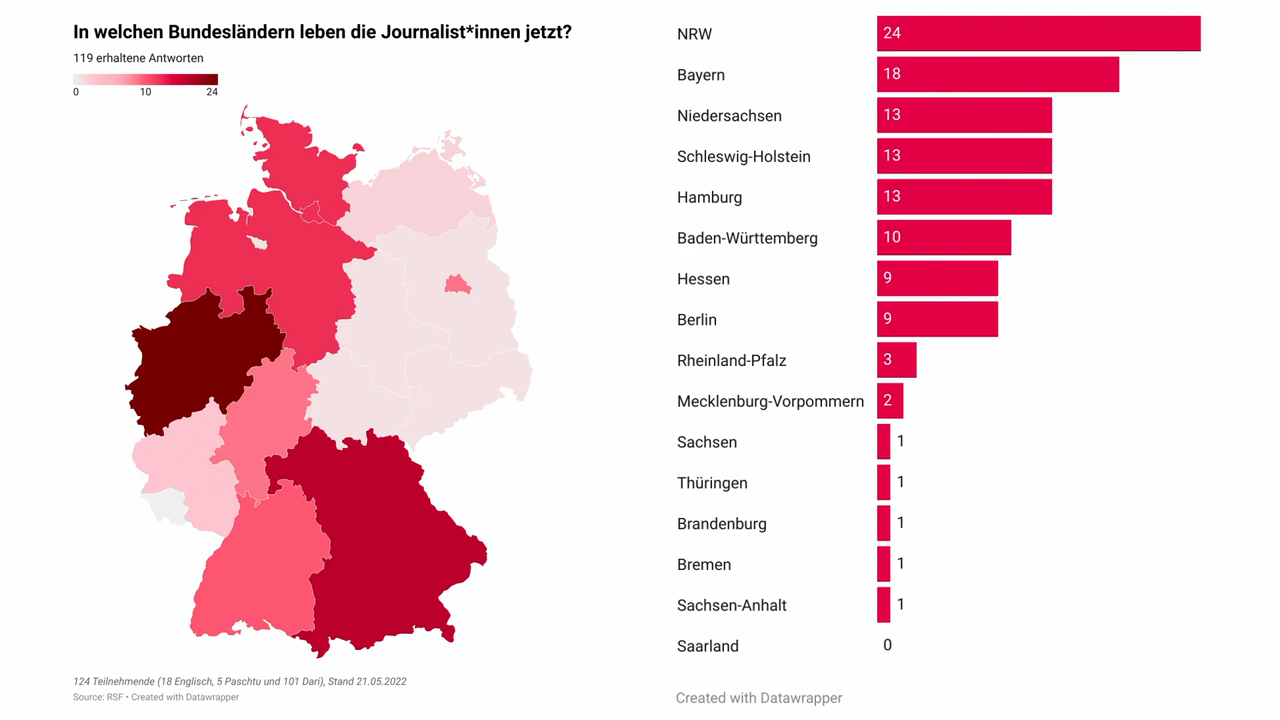 In welchen Bundesländern leben die Journalist*innen jetzt?
119 erhaltene Antworten
0 10 24
124 Teilnehmende (18 Englisch, 5 Paschtu und 101 Dari), Stand 21.05.2022
Source: RSF • Created with Datawrapper
NRW 24
Bayern 18
Niedersachsen 13
Schleswig-Holstein 13
Hamburg 13
Baden-Württemberg 10
Hessen 9
Berlin 9
Rheinland-Pfalz 3
Mecklenburg-Vorpommern 2
Sachsen 1
Thüringen 1
Brandenburg 1
Bremen 1
Sachsen-Anhalt 1
Saarland 0
Created with Datawrapper